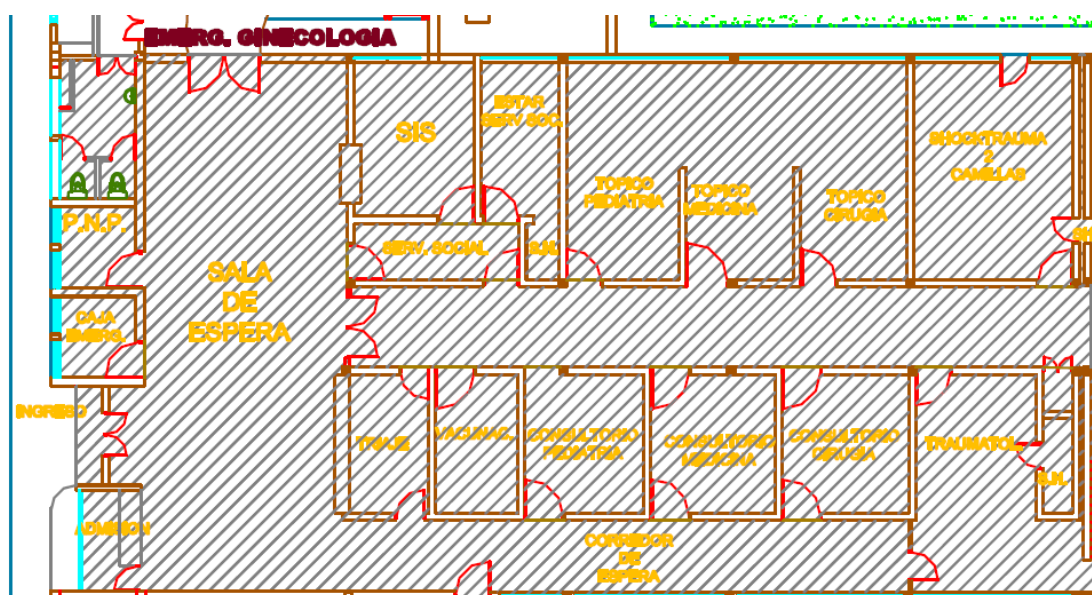 EMERG. GINECOLOGIA
ESTAR
SERV SOC.
SIS
SHOCKTRAUMA
2
CAMILLAS
TOPICO
PEDIATRIA
TOPICO
MEDICINA
TOPICO
CIRUGIA
P.N.P.
SERV. SOCIAL
S.H.
SALA
DE
ESPERA
CAJA
EMERG.
INGRESO
TRIAJE
VACUNAC.
CONSULTORIO
PEDIATRIA
CONSULTORIO
MEDICINA
CONSULTORIO
CIRUGIA
TRAUMATOL.
S.H.
ADMISION
CORREDOR
DE
ESPERA